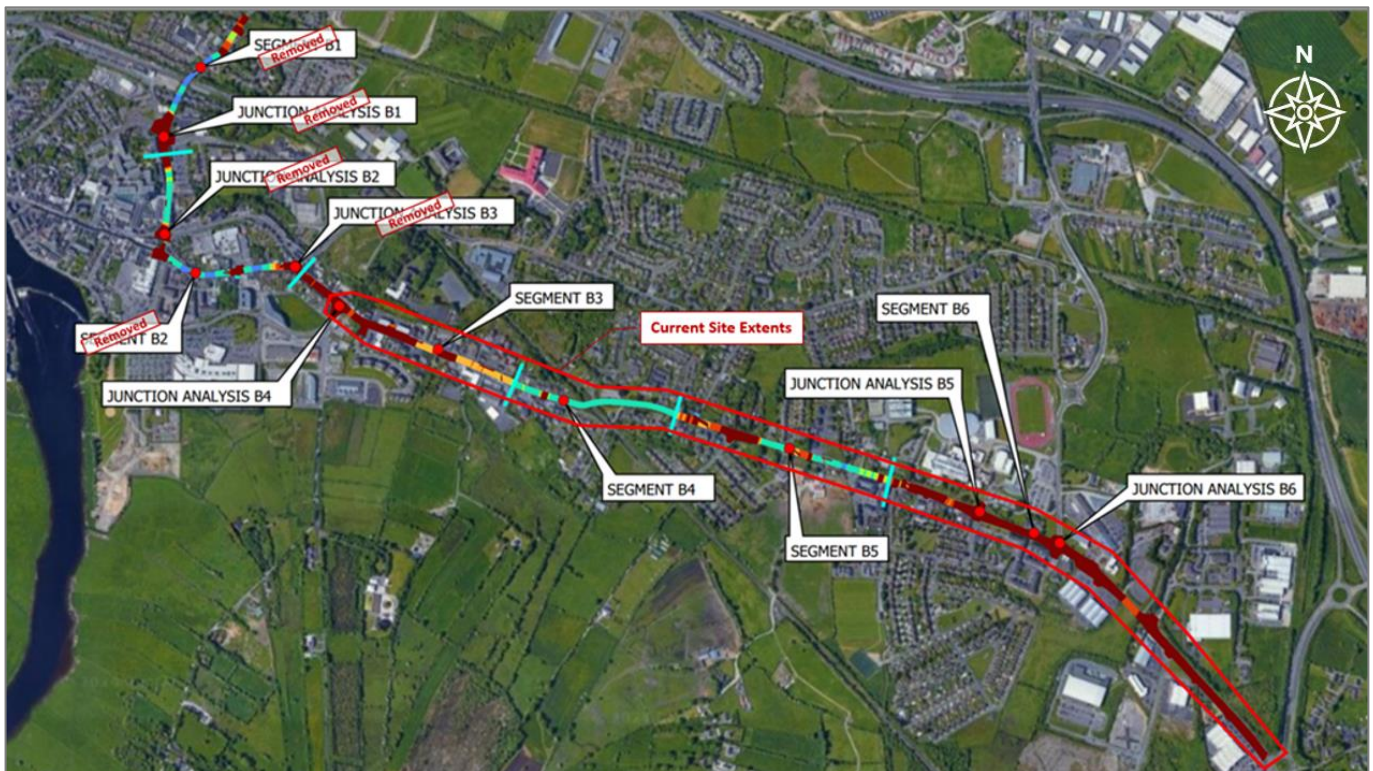 SEGMENT B1
Removed
N
JUNCTION ANALYSIS B1
Removed
JUNCTION ANALYSIS B2
Removed
JUNCTION ANALYSIS B3
Removed
SEGMENT B3
SEGMENT B6
Current Site Extents
SEGMENT B2
Removed
JUNCTION ANALYSIS B5
JUNCTION ANALYSIS B4
SEGMENT B4
JUNCTION ANALYSIS B6
SEGMENT B5